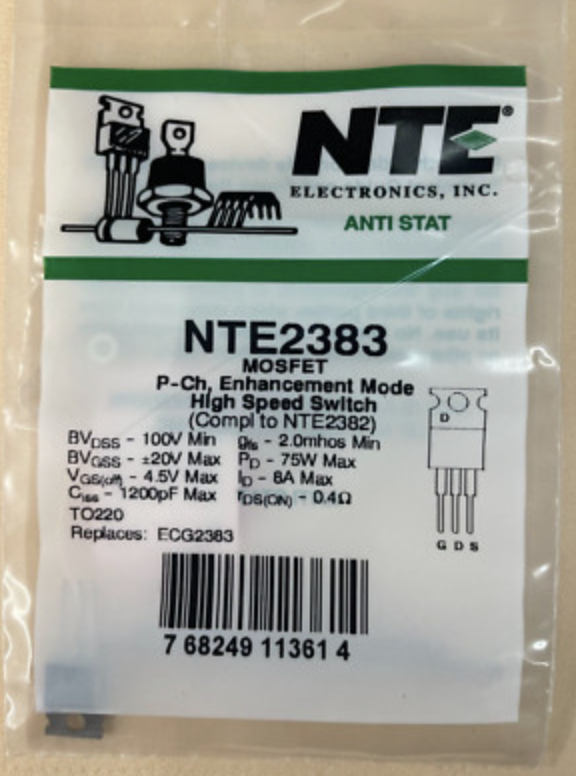 NTE®
ELECTRONICS, INC.
ANTI STAT
NTE2383
MOSFET
P-Ch, Enhancement Mode
High Speed Switch
(Compl to NTE2382)
BVDSS - 100V Min gfs - 2.0mhos Min
BVGSS - ±20V Max PD - 75W Max
VGS(off) - 4.5V Max ID - 8A Max
Ciss - 1200pF Max rDS(ON) - 0.4Ω
TO220
Replaces: ECG2383
D
G D S
7 68249 11361 4